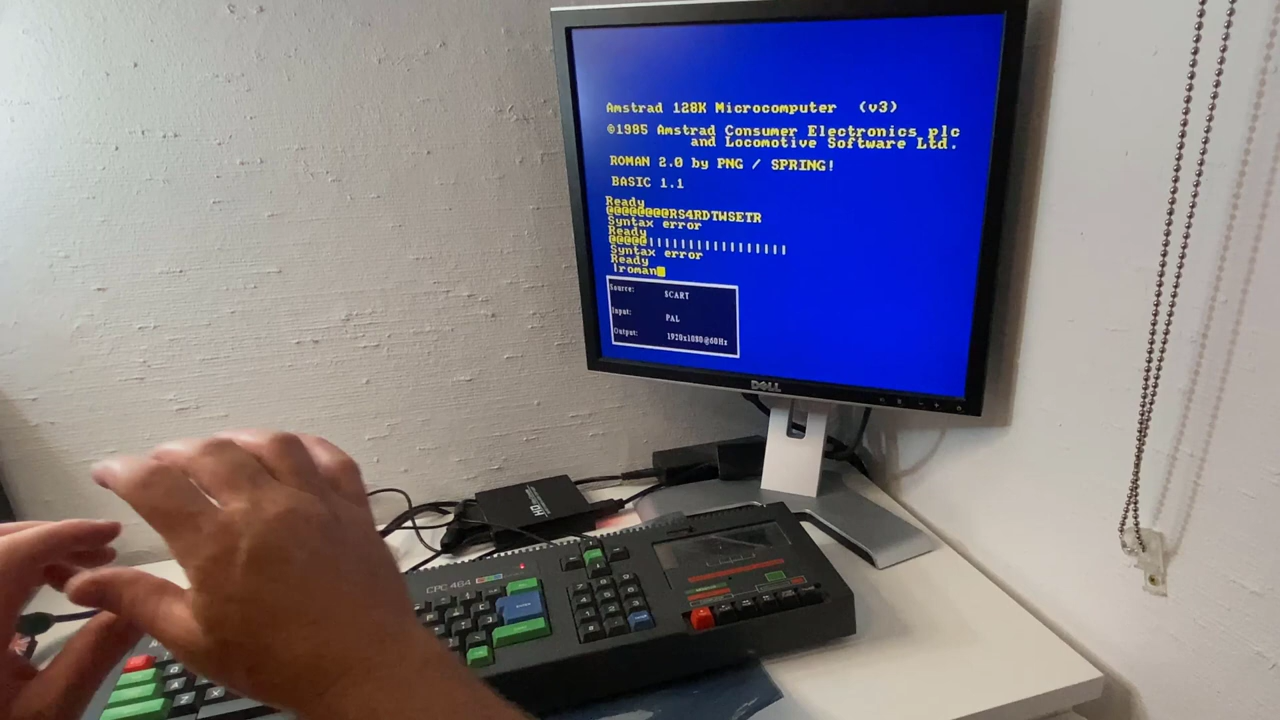 Amstrad 128K Microcomputer (v3)
©1985 Amstrad Consumer Electronics plc
and Locomotive Software Ltd.
ROMAN 2.0 by PNG / SPRING!
BASIC 1.1
Ready
@@@@@@@@RS4RDTWSETR
Syntax error
Ready
@@@@@||||||||||||||||||
Syntax error
Ready
|roman
Source: SCART
Input: PAL
Output: 1920x1080@60Hz
DELL
HD
CPC 464